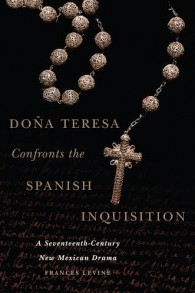 DOÑA TERESA
Confronts the
SPANISH
INQUISITION
A Seventeenth-Century
New Mexican Drama
FRANCES LEVINE